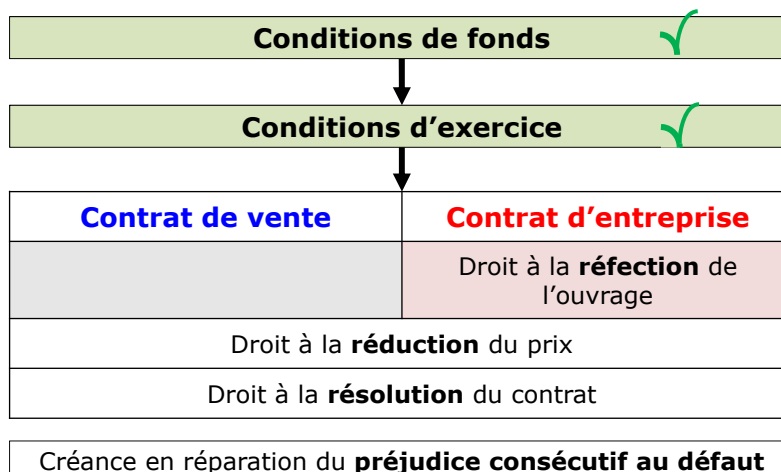 Conditions de fonds
Conditions d’exercice
Contrat de vente
Contrat d’entreprise
Droit à la réfection de
l’ouvrage
Droit à la réduction du prix
Droit à la résolution du contrat
Créance en réparation du préjudice consécutif au défaut